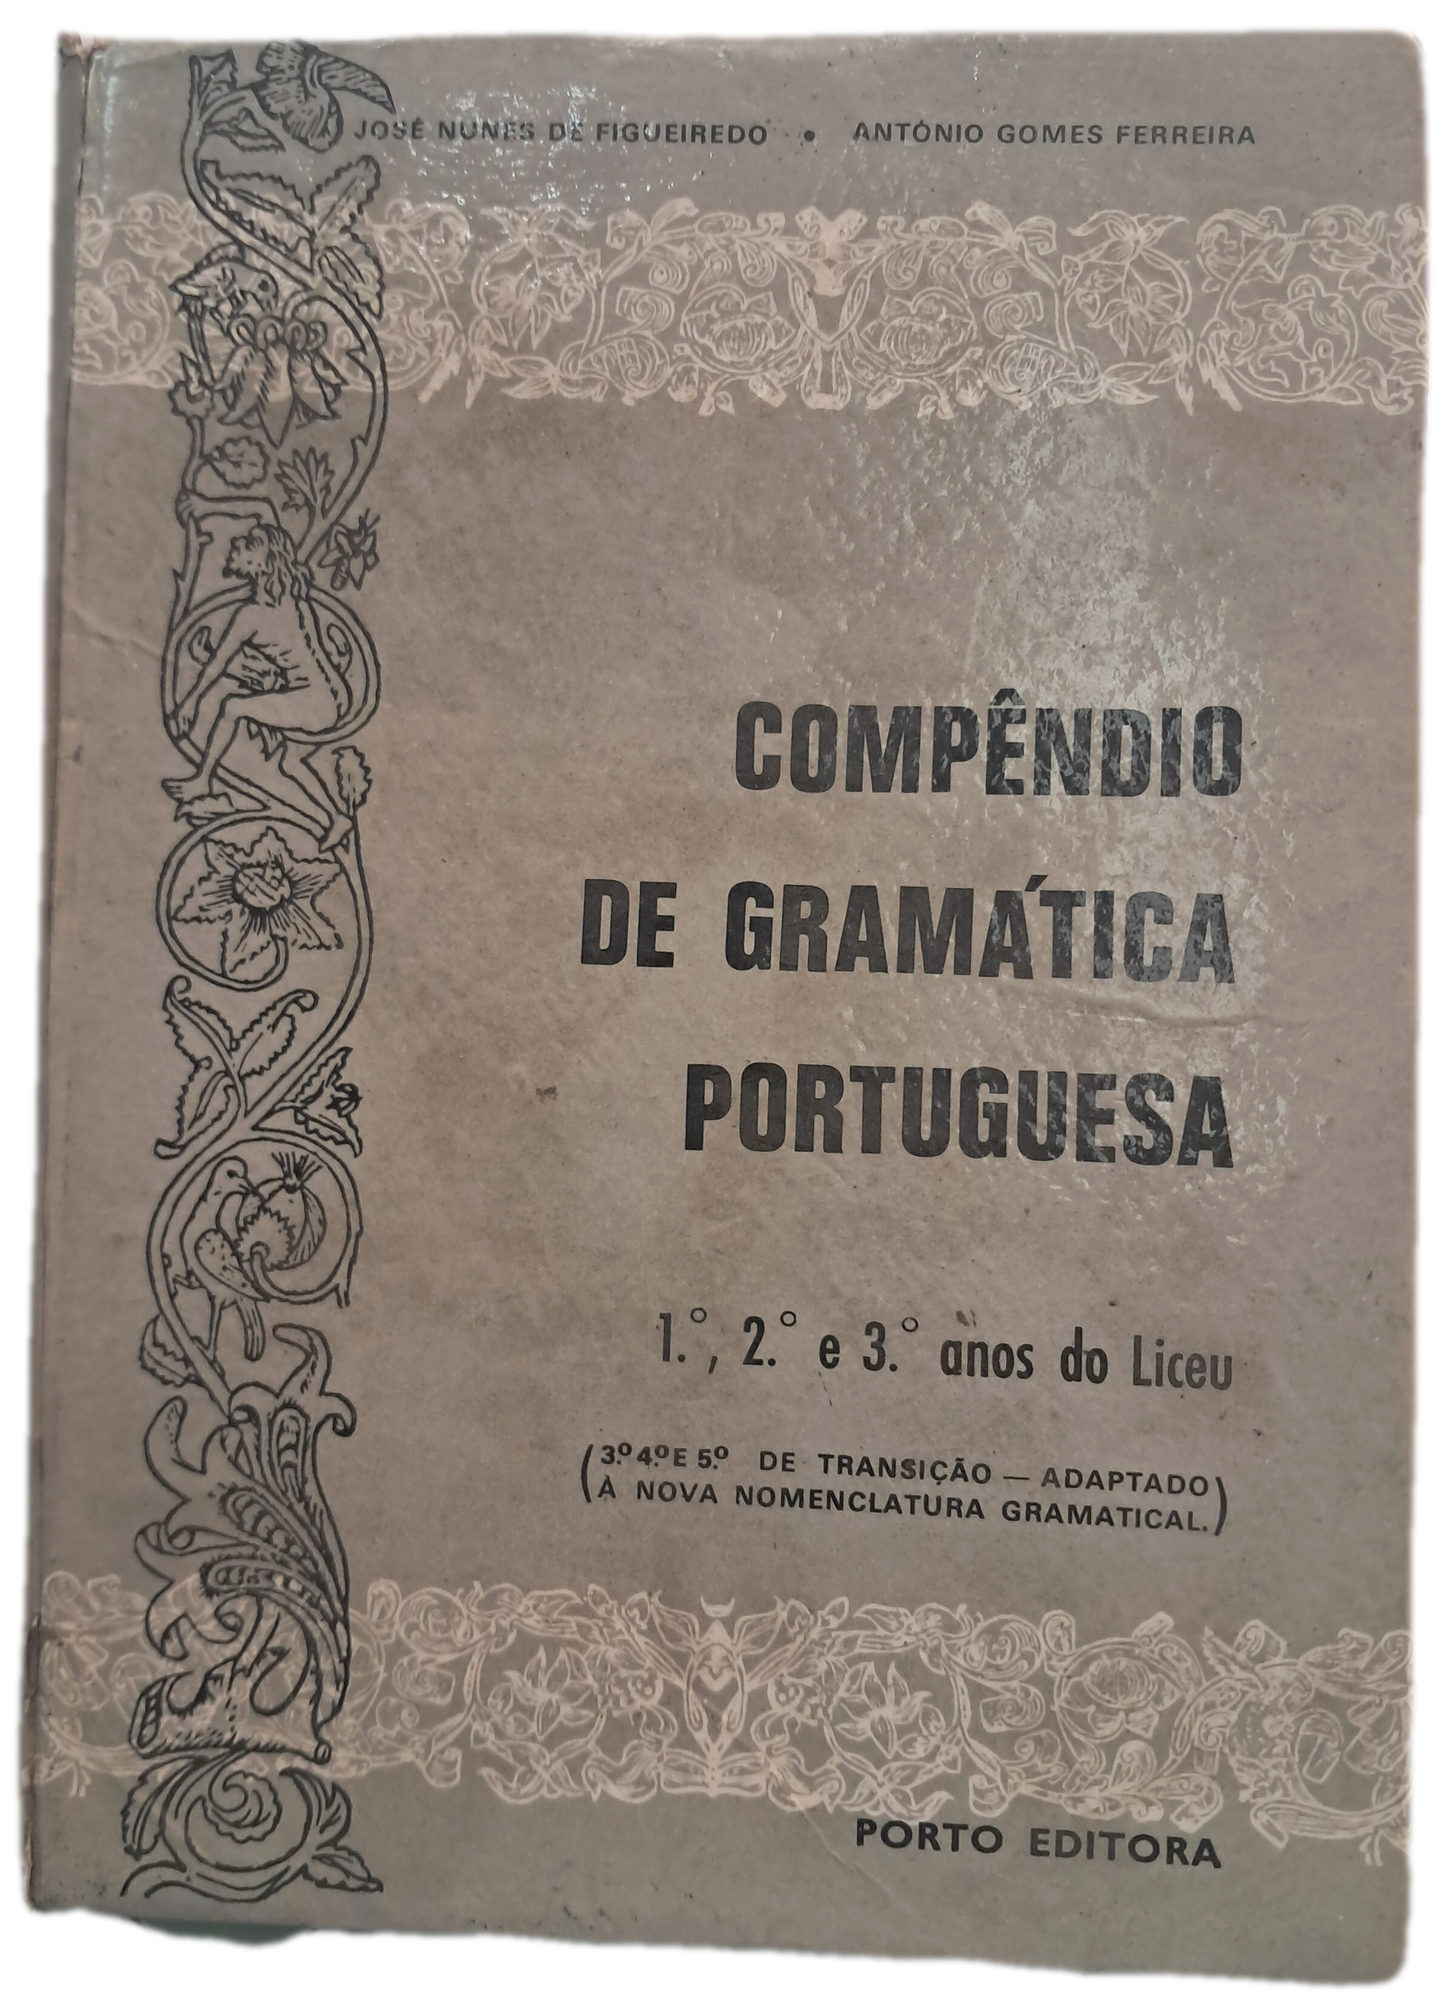 JOSÉ NUNES DE FIGUEIREDO • ANTÓNIO GOMES FERREIRA
COMPÊNDIO
DE GRAMÁTICA
PORTUGUESA
1.º, 2.º e 3.º anos do Liceu
(3.º 4.º E 5.º DE TRANSIÇÃO — ADAPTADO
À NOVA NOMENCLATURA GRAMATICAL.)
PORTO EDITORA